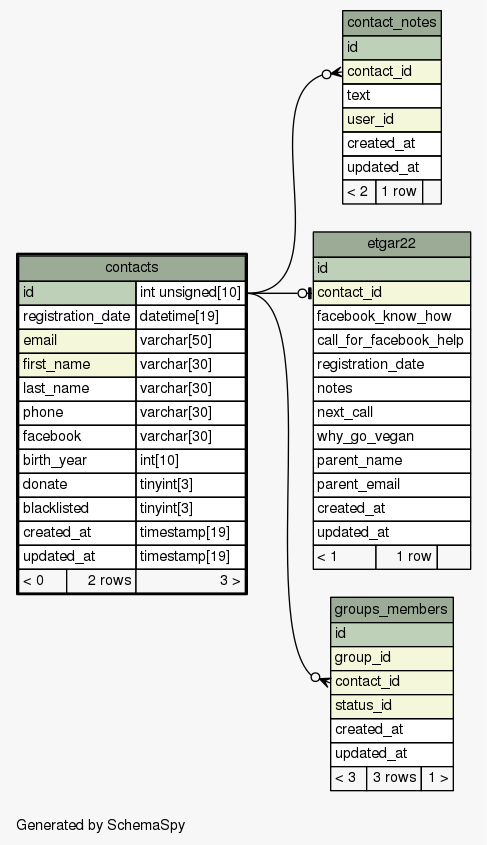 contact_notes
id
contact_id
text
user_id
created_at
updated_at
< 2 1 row
etgar22
id
contact_id
facebook_know_how
call_for_facebook_help
registration_date
notes
next_call
why_go_vegan
parent_name
parent_email
created_at
updated_at
< 1 1 row
contacts
id int unsigned[10]
registration_date datetime[19]
email varchar[50]
first_name varchar[30]
last_name varchar[30]
phone varchar[30]
facebook varchar[30]
birth_year int[10]
donate tinyint[3]
blacklisted tinyint[3]
created_at timestamp[19]
updated_at timestamp[19]
< 0 2 rows 3 >
groups_members
id
group_id
contact_id
status_id
created_at
updated_at
< 3 3 rows 1 >
Generated by SchemaSpy